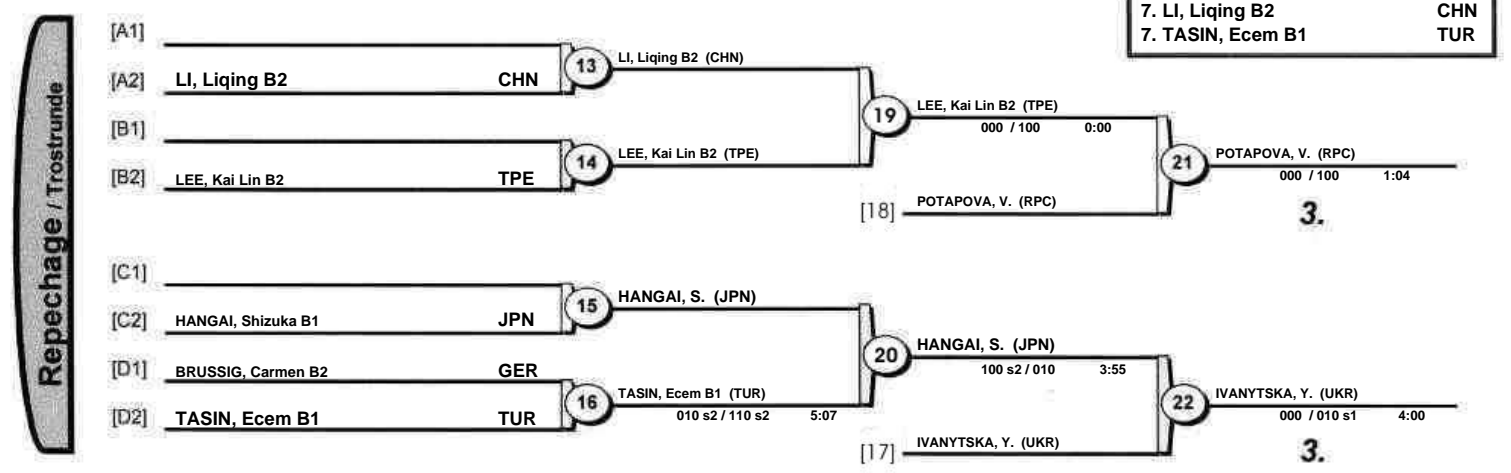 7. LI, Liqing B2 CHN
7. TASIN, Ecem B1 TUR
Repechage / Trostrunde
[A1]
[A2] LI, Liqing B2 CHN
13
LI, Liqing B2 (CHN)
[B1]
[B2] LEE, Kai Lin B2 TPE
14
LEE, Kai Lin B2 (TPE)
19
LEE, Kai Lin B2 (TPE)
000 / 100 0:00
[18] POTAPOVA, V. (RPC)
21
POTAPOVA, V. (RPC)
000 / 100 1:04
3.
[C1]
[C2] HANGAI, Shizuka B1 JPN
15
HANGAI, S. (JPN)
[D1] BRUSSIG, Carmen B2 GER
[D2] TASIN, Ecem B1 TUR
16
TASIN, Ecem B1 (TUR)
010 s2 / 110 s2 5:07
20
HANGAI, S. (JPN)
100 s2 / 010 3:55
[17] IVANYTSKA, Y. (UKR)
22
IVANYTSKA, Y. (UKR)
000 / 010 s1 4:00
3.